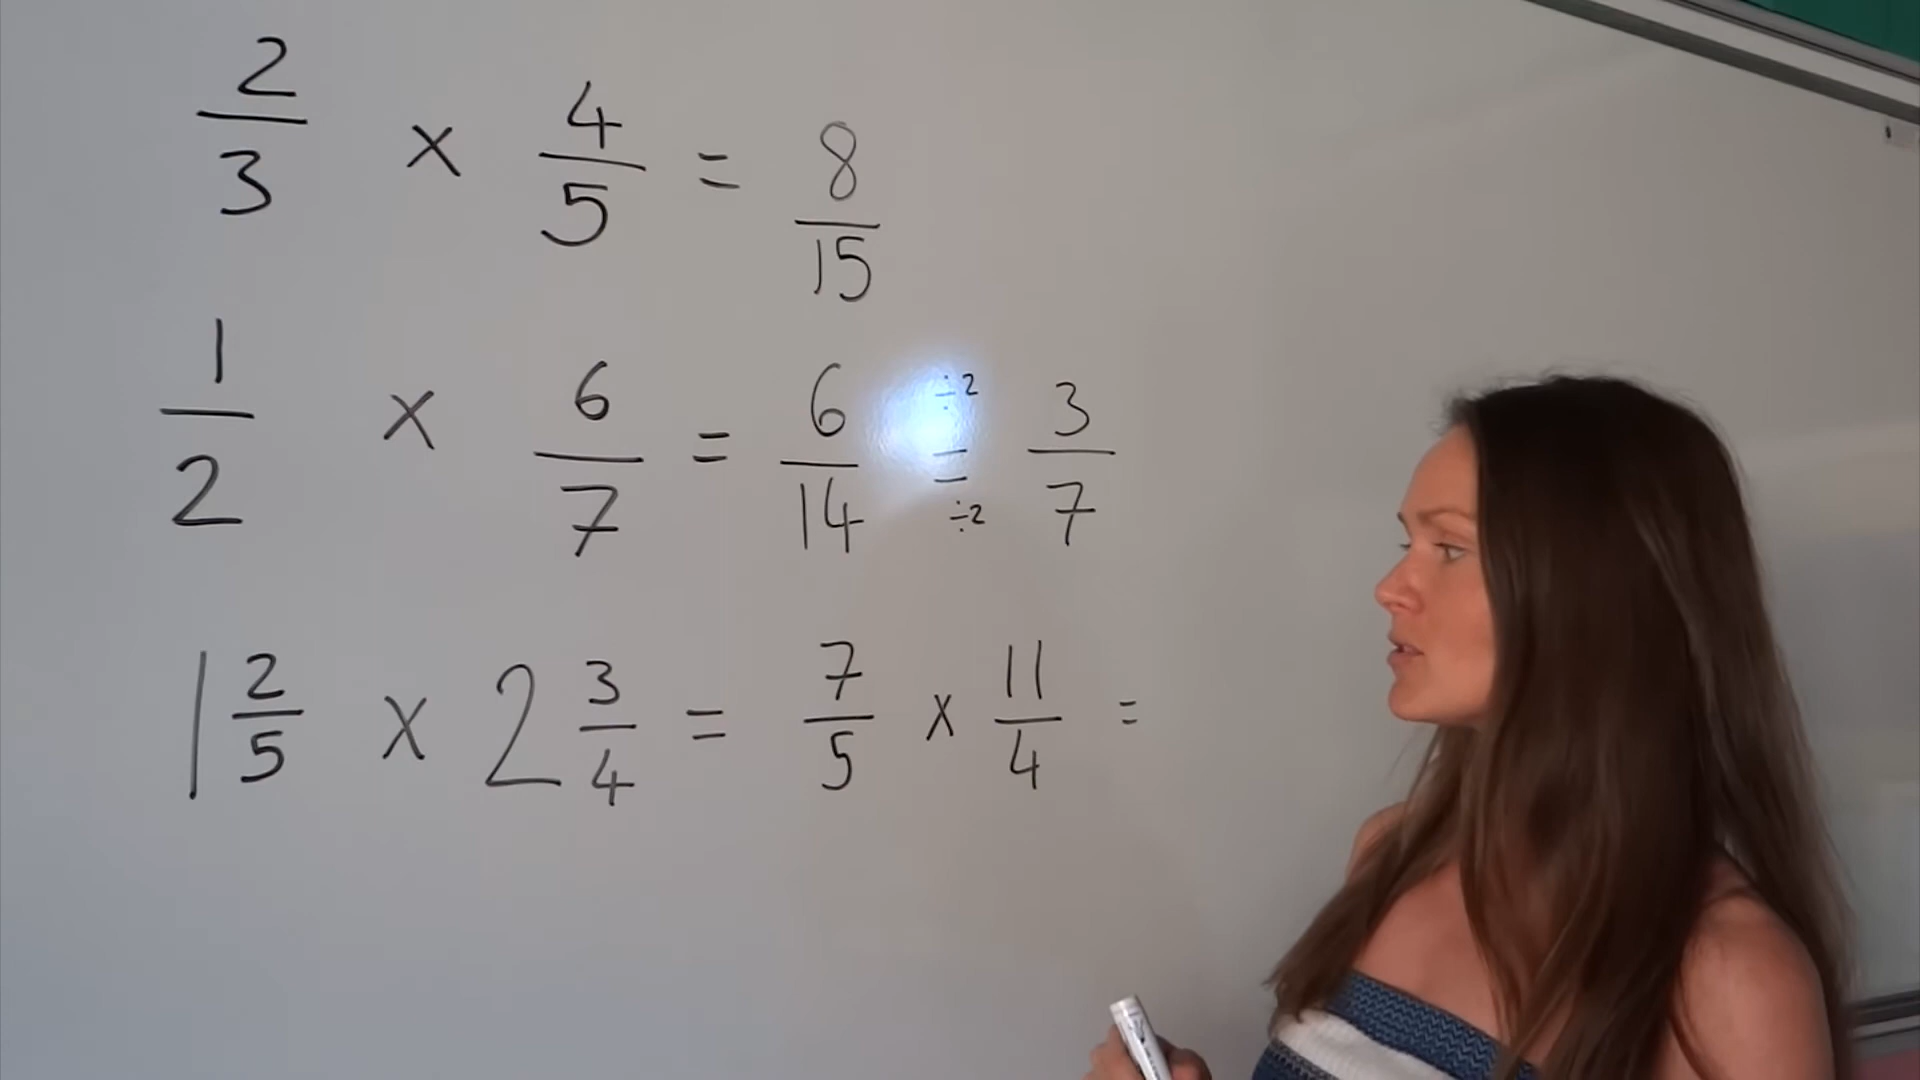 2/3 × 4/5 = 8/15
1/2 × 6/7 = 6/14 ÷2 = ÷2 3/7
1 2/5 × 2 3/4 = 7/5 × 11/4 =